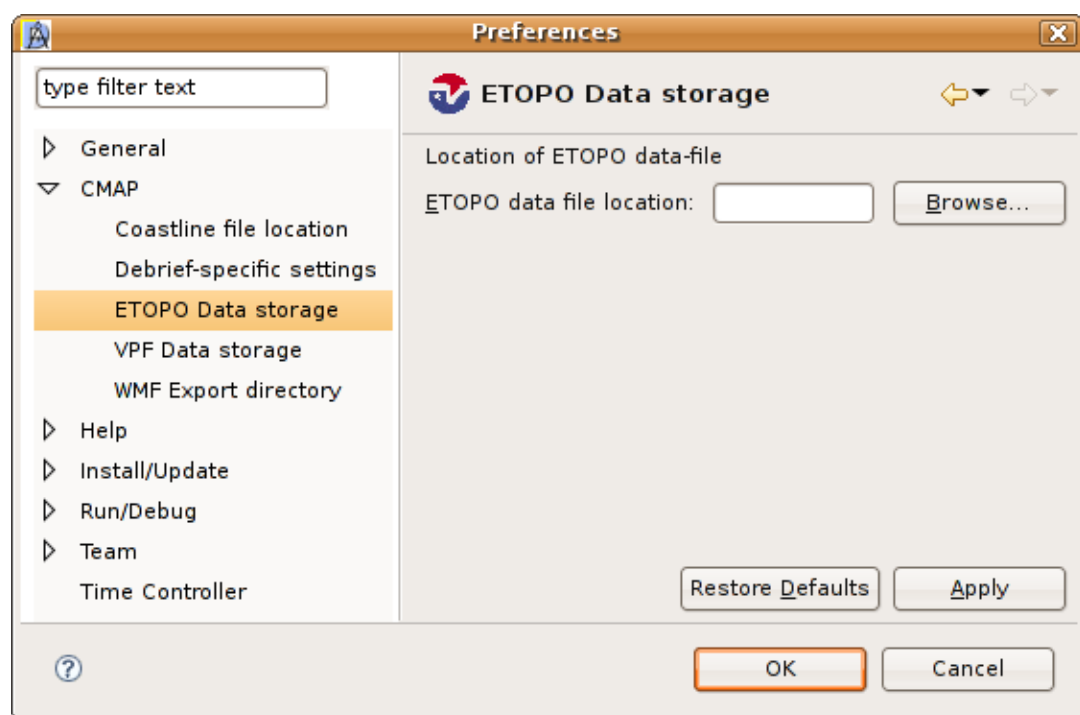 Preferences
type filter text
General
CMAP
Coastline file location
Debrief-specific settings
ETOPO Data storage
VPF Data storage
WMF Export directory
Help
Install/Update
Run/Debug
Team
Time Controller
ETOPO Data storage
Location of ETOPO data-file
ETOPO data file location:
Browse...
Restore Defaults
Apply
?
OK
Cancel